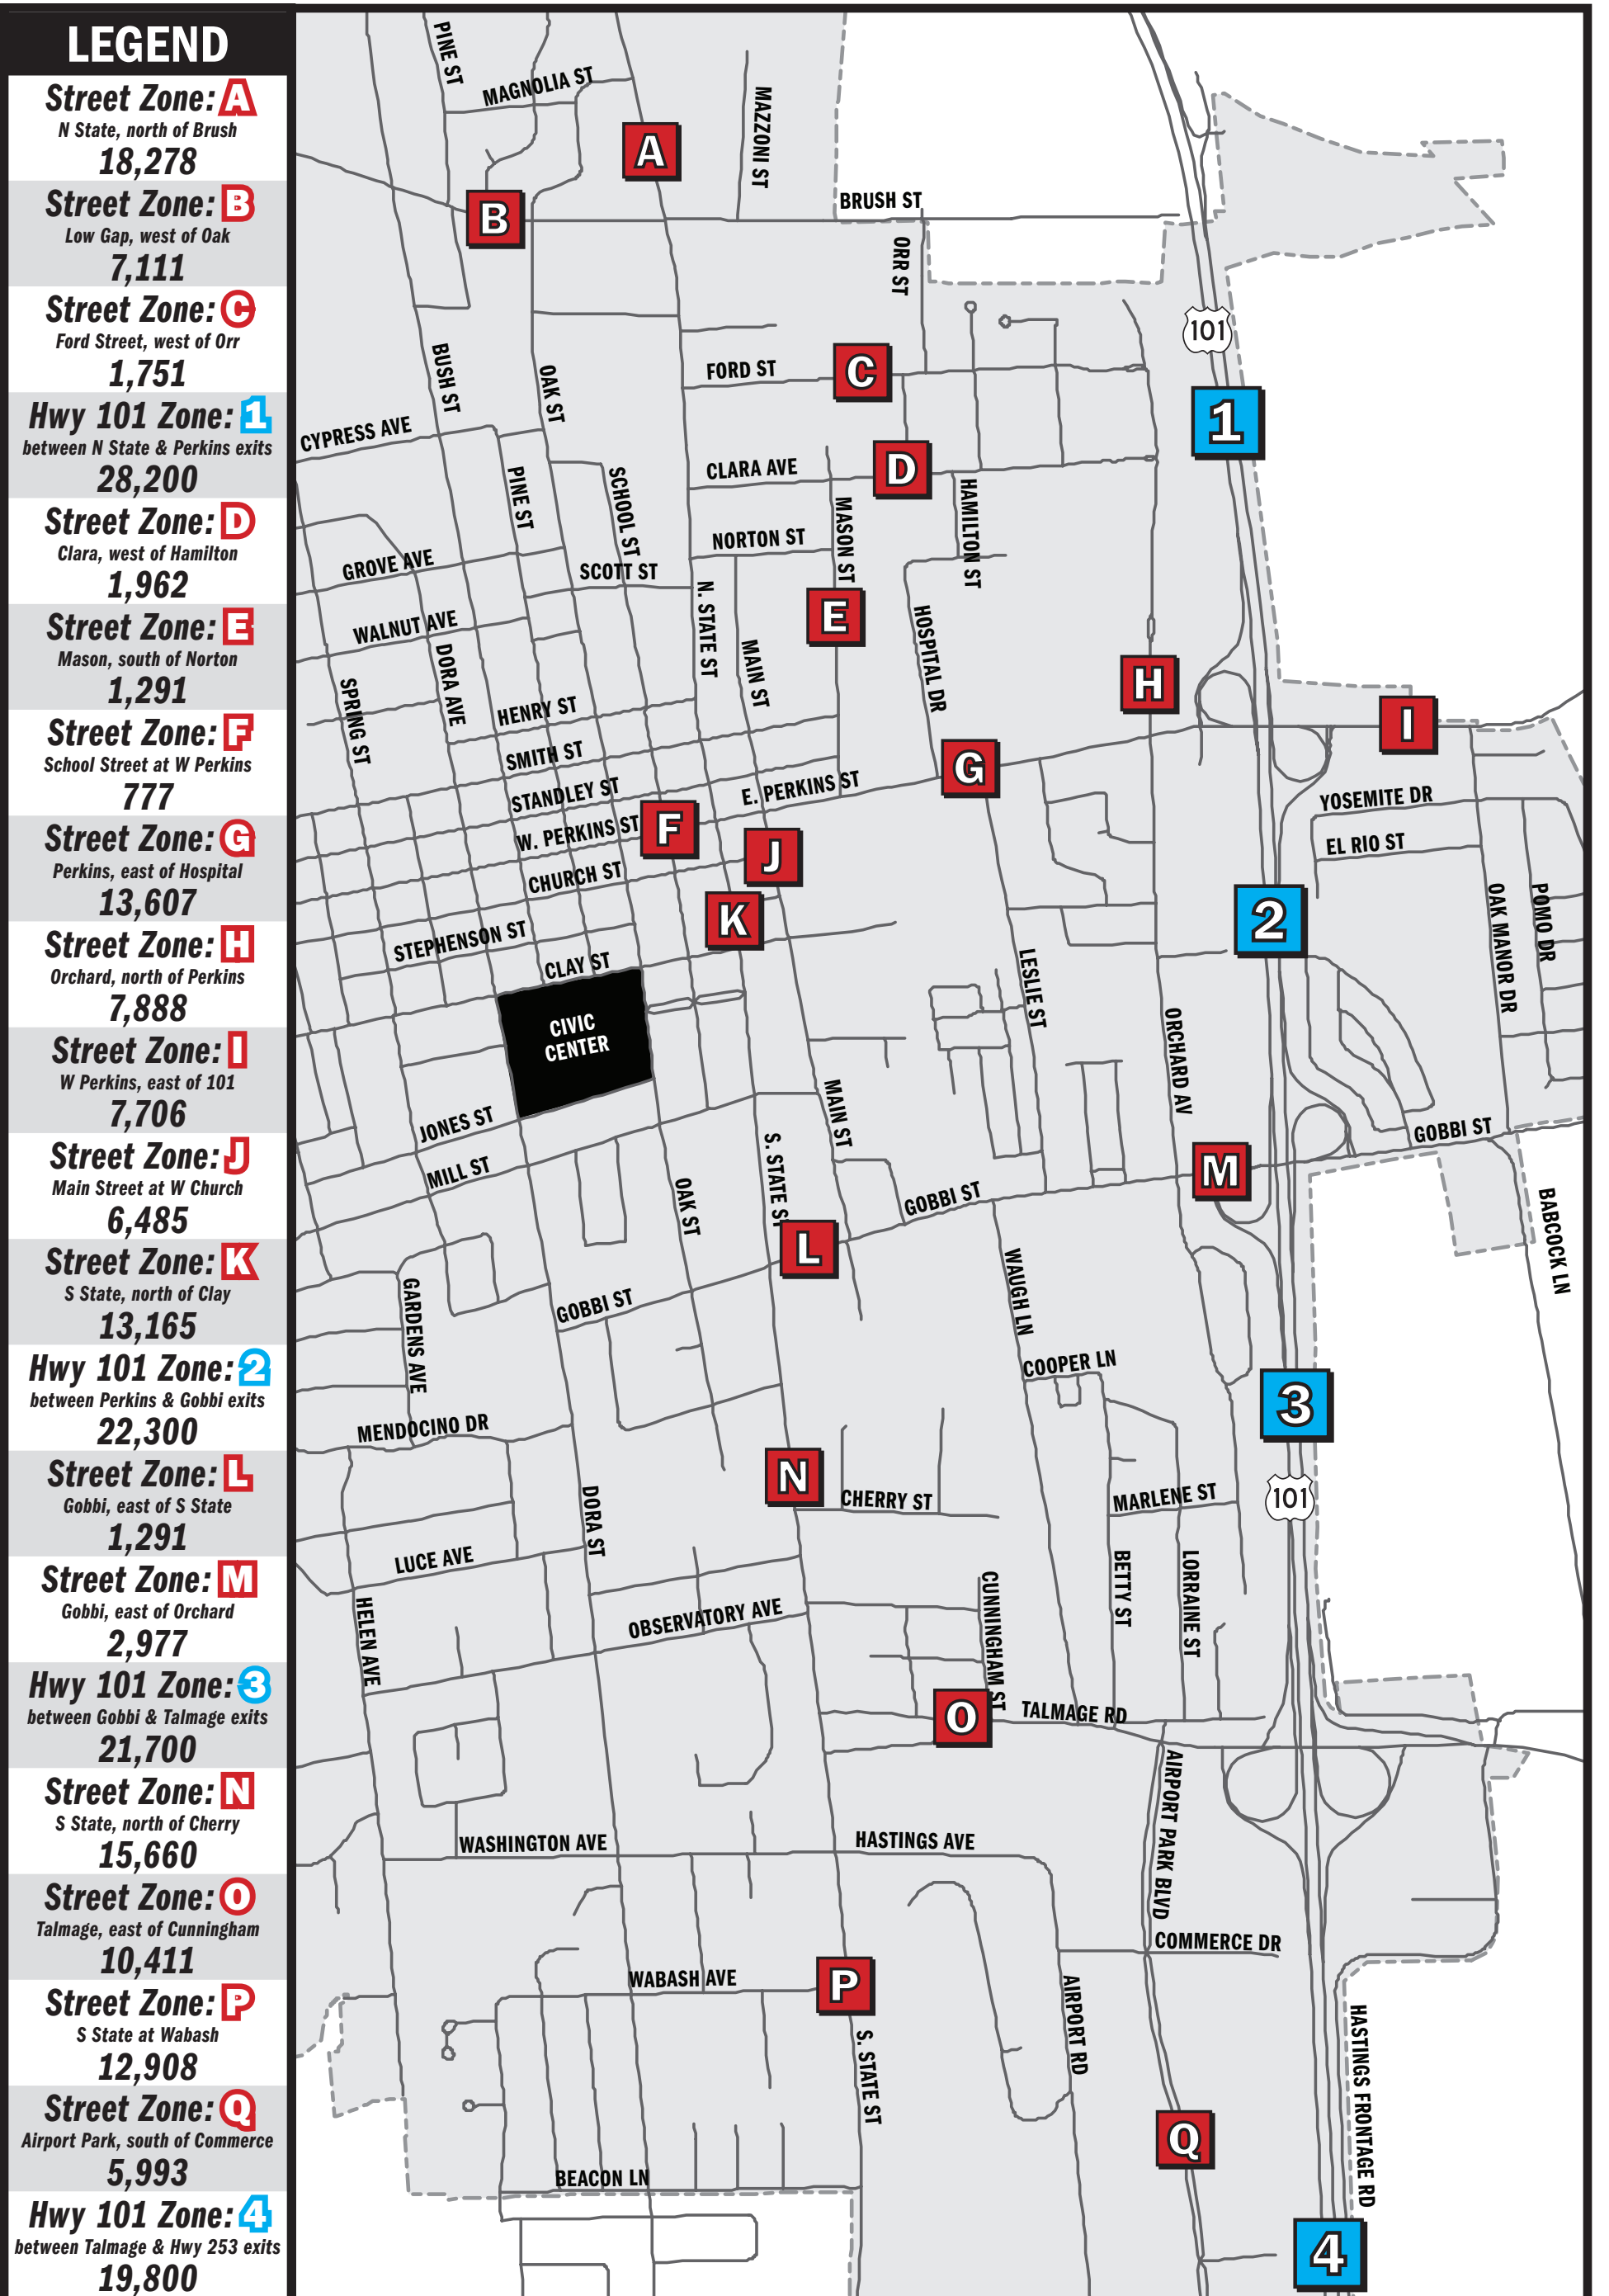 LEGEND
Street Zone: A
N State, north of Brush
18,278
Street Zone: B
Low Gap, west of Oak
7,111
Street Zone: C
Ford Street, west of Orr
1,751
Hwy 101 Zone: 1
between N State & Perkins exits
28,200
Street Zone: D
Clara, west of Hamilton
1,962
Street Zone: E
Mason, south of Norton
1,291
Street Zone: F
School Street at W Perkins
777
Street Zone: G
Perkins, east of Hospital
13,607
Street Zone: H
Orchard, north of Perkins
7,888
Street Zone: I
W Perkins, east of 101
7,706
Street Zone: J
Main Street at W Church
6,485
Street Zone: K
S State, north of Clay
13,165
Hwy 101 Zone: 2
between Perkins & Gobbi exits
22,300
Street Zone: L
Gobbi, east of S State
1,291
Street Zone: M
Gobbi, east of Orchard
2,977
Hwy 101 Zone: 3
between Gobbi & Talmage exits
21,700
Street Zone: N
S State, north of Cherry
15,660
Street Zone: O
Talmage, east of Cunningham
10,411
Street Zone: P
S State at Wabash
12,908
Street Zone: Q
Airport Park, south of Commerce
5,993
Hwy 101 Zone: 4
between Talmage & Hwy 253 exits
19,800
PINE ST
MAGNOLIA ST
MAZZONI ST
A
B
BRUSH ST
ORR ST
101
BUSH ST
OAK ST
FORD ST
C
1
CYPRESS AVE
PINE ST
SCHOOL ST
CLARA AVE
D
MASON ST
HAMILTON ST
NORTON ST
GROVE AVE
SCOTT ST
N. STATE ST
E
HOSPITAL DR
WALNUT AVE
DORA AVE
MAIN ST
H
SPRING ST
HENRY ST
I
SMITH ST
G
STANDLEY ST
E. PERKINS ST
YOSEMITE DR
W. PERKINS ST
F
EL RIO ST
J
CHURCH ST
K
2
OAK MANOR DR
POMO DR
STEPHENSON ST
CLAY ST
LESLIE ST
CIVIC
CENTER
ORCHARD AV
MAIN ST
JONES ST
GOBBI ST
MILL ST
S. STATE ST
M
OAK ST
GOBBI ST
BABCOCK LN
L
WAUGH LN
GARDENS AVE
GOBBI ST
COOPER LN
3
MENDOCINO DR
N
DORA ST
CHERRY ST
MARLENE ST
101
LUCE AVE
BETTY ST
LORRAINE ST
HELEN AVE
OBSERVATORY AVE
CUNNINGHAM ST
O
TALMAGE RD
AIRPORT PARK BLVD
WASHINGTON AVE
HASTINGS AVE
COMMERCE DR
WABASH AVE
P
AIRPORT RD
HASTINGS FRONTAGE RD
S. STATE ST
Q
BEACON LN
4